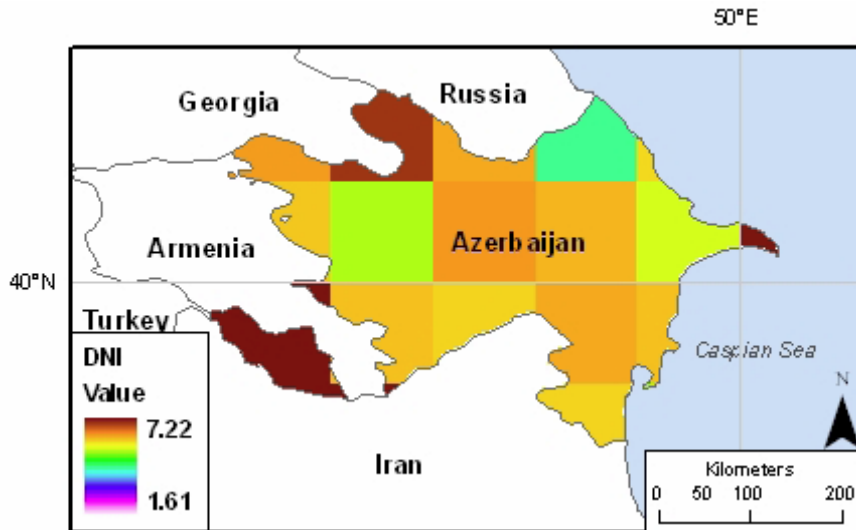 50°E
Georgia
Russia
Armenia
Azerbaijan
40°N
Turkey
Caspian Sea
DNI
Value
7.22
1.61
Iran
N
Kilometers
0 50 100 200